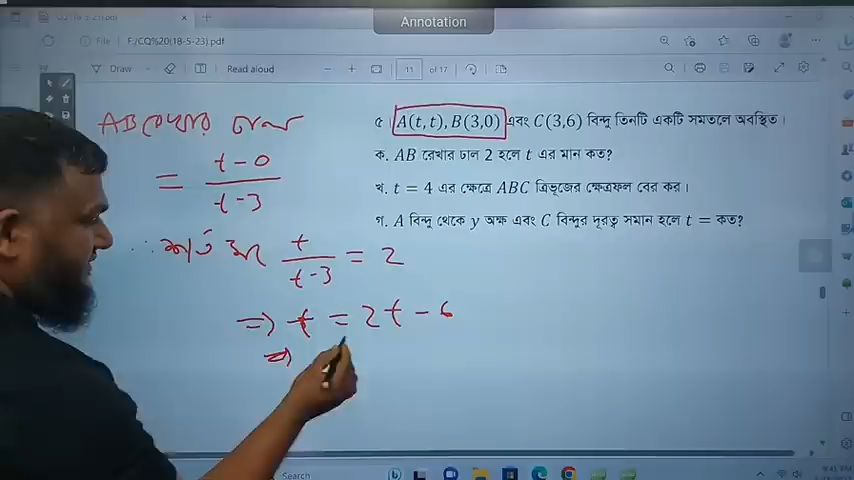 Annotation
File F:/CQ%20(18-5-23).pdf
Draw Read aloud 11 of 17
AB রেখার ঢাল
= t-0 / t-3
৫। A(t, t), B(3,0) এবং C(3,6) বিন্দু তিনটি একটি সমতলে অবস্থিত।
ক. AB রেখার ঢাল 2 হলে t এর মান কত?
খ. t = 4 এর ক্ষেত্রে ABC ত্রিভুজের ক্ষেত্রফল বের কর।
গ. A বিন্দু থেকে y অক্ষ এবং C বিন্দুর দূরত্ব সমান হলে t = কত?
∴ শর্ত মতে t / t-3 = 2
=> t = 2t - 6
=>
Search